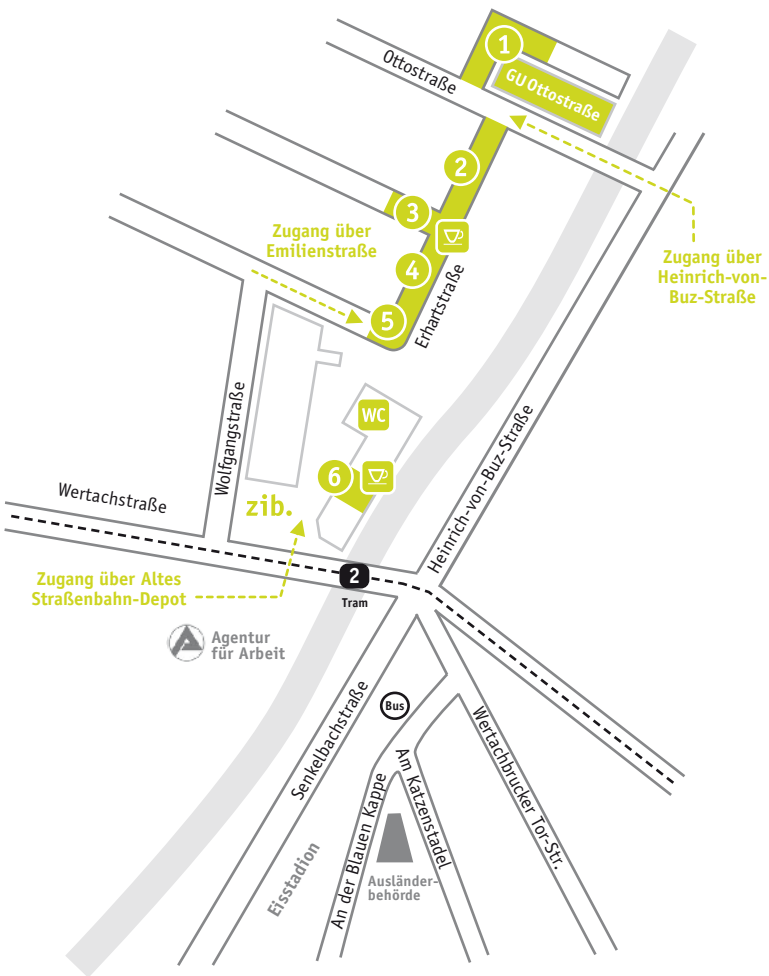 1
Ottostraße
GU Ottostraße
2
3
Zugang über
Emilienstraße
4
Zugang über
Heinrich-von-
Buz-Straße
5
Erhartstraße
WC
Wolfgangstraße
6
Heinrich-von-Buz-Straße
Wertachstraße
zib.
2
Tram
Zugang über Altes
Straßenbahn-Depot
Agentur
für Arbeit
Senkelbachstraße
Bus
Wertachbrucker Tor-Str.
Am Katzenstadel
An der Blauen Kappe
Eisstadion
Ausländer-
behörde